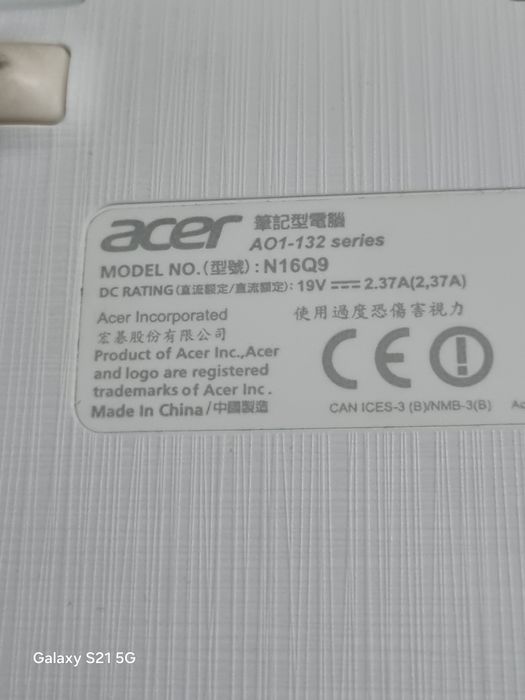 acer 筆記型電腦
AO1-132 series
MODEL NO.(型號):N16Q9
DC RATING(直流額定/直流額定): 19V ⎓ 2.37A(2,37A)
Acer Incorporated
宏碁股份有限公司
使用過度恐傷害視力
Product of Acer Inc.,Acer
and logo are registered
trademarks of Acer Inc.
Made In China/中國製造
CE
CAN ICES-3 (B)/NMB-3(B)
Galaxy S21 5G